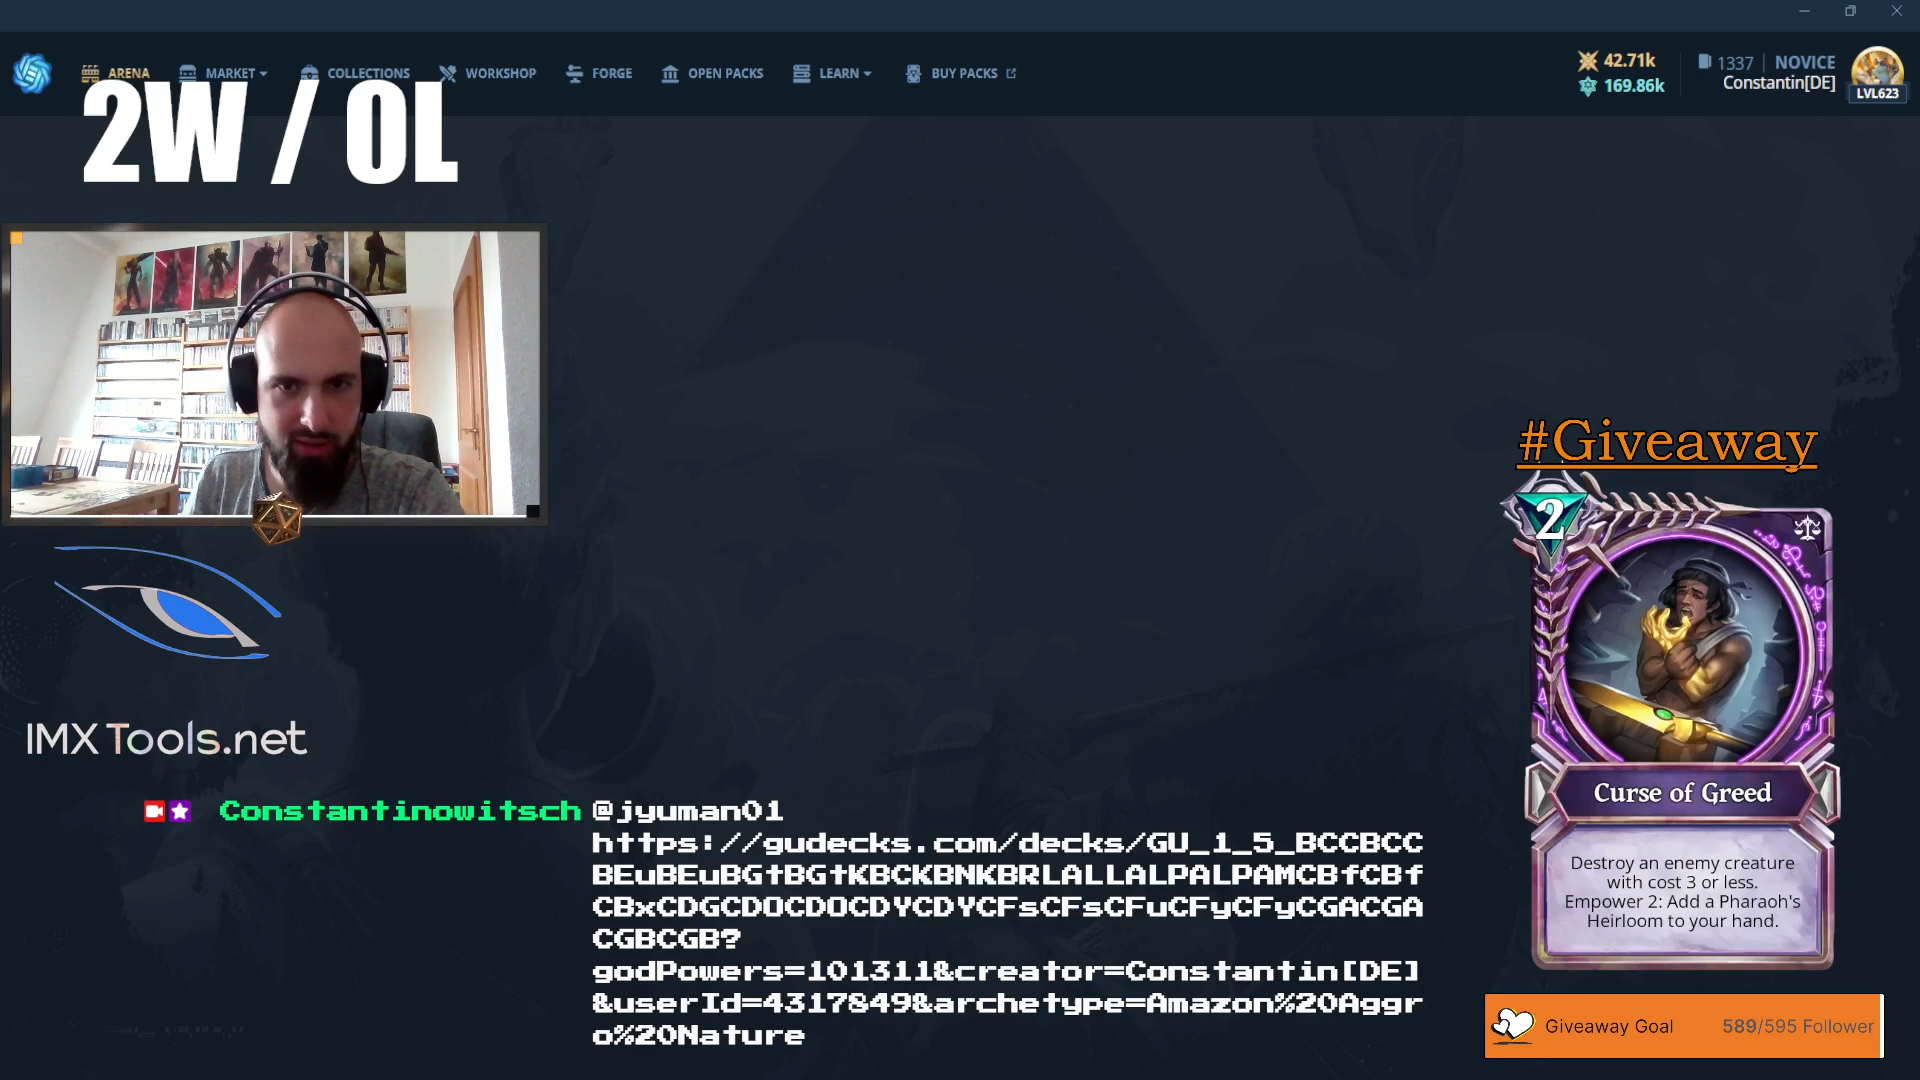 ARENA MARKET COLLECTIONS WORKSHOP FORGE OPEN PACKS LEARN BUY PACKS
42.71k 1337 | NOVICE
169.86k Constantin[DE]
LVL623
2W / 0L
#Giveaway
2
IMX Tools.net
Curse of Greed
Destroy an enemy creature
with cost 3 or less.
Empower 2: Add a Pharaoh's
Heirloom to your hand.
Constantinowitsch @jyuman01
https://gudecks.com/decks/GU_1_5_BCCBCC
BEuBEuBGtBGtKBCKBNKBRLALLALPALPAMCBfCBf
CBxCDGCDOCDOCDYCDYCFsCFsCFuCFyCFyCGACGA
CGBCGB?
godPowers=101311&creator=Constantin[DE]
&userId=4317849&archetype=Amazon%20Aggr
o%20Nature
Giveaway Goal 589/595 Follower